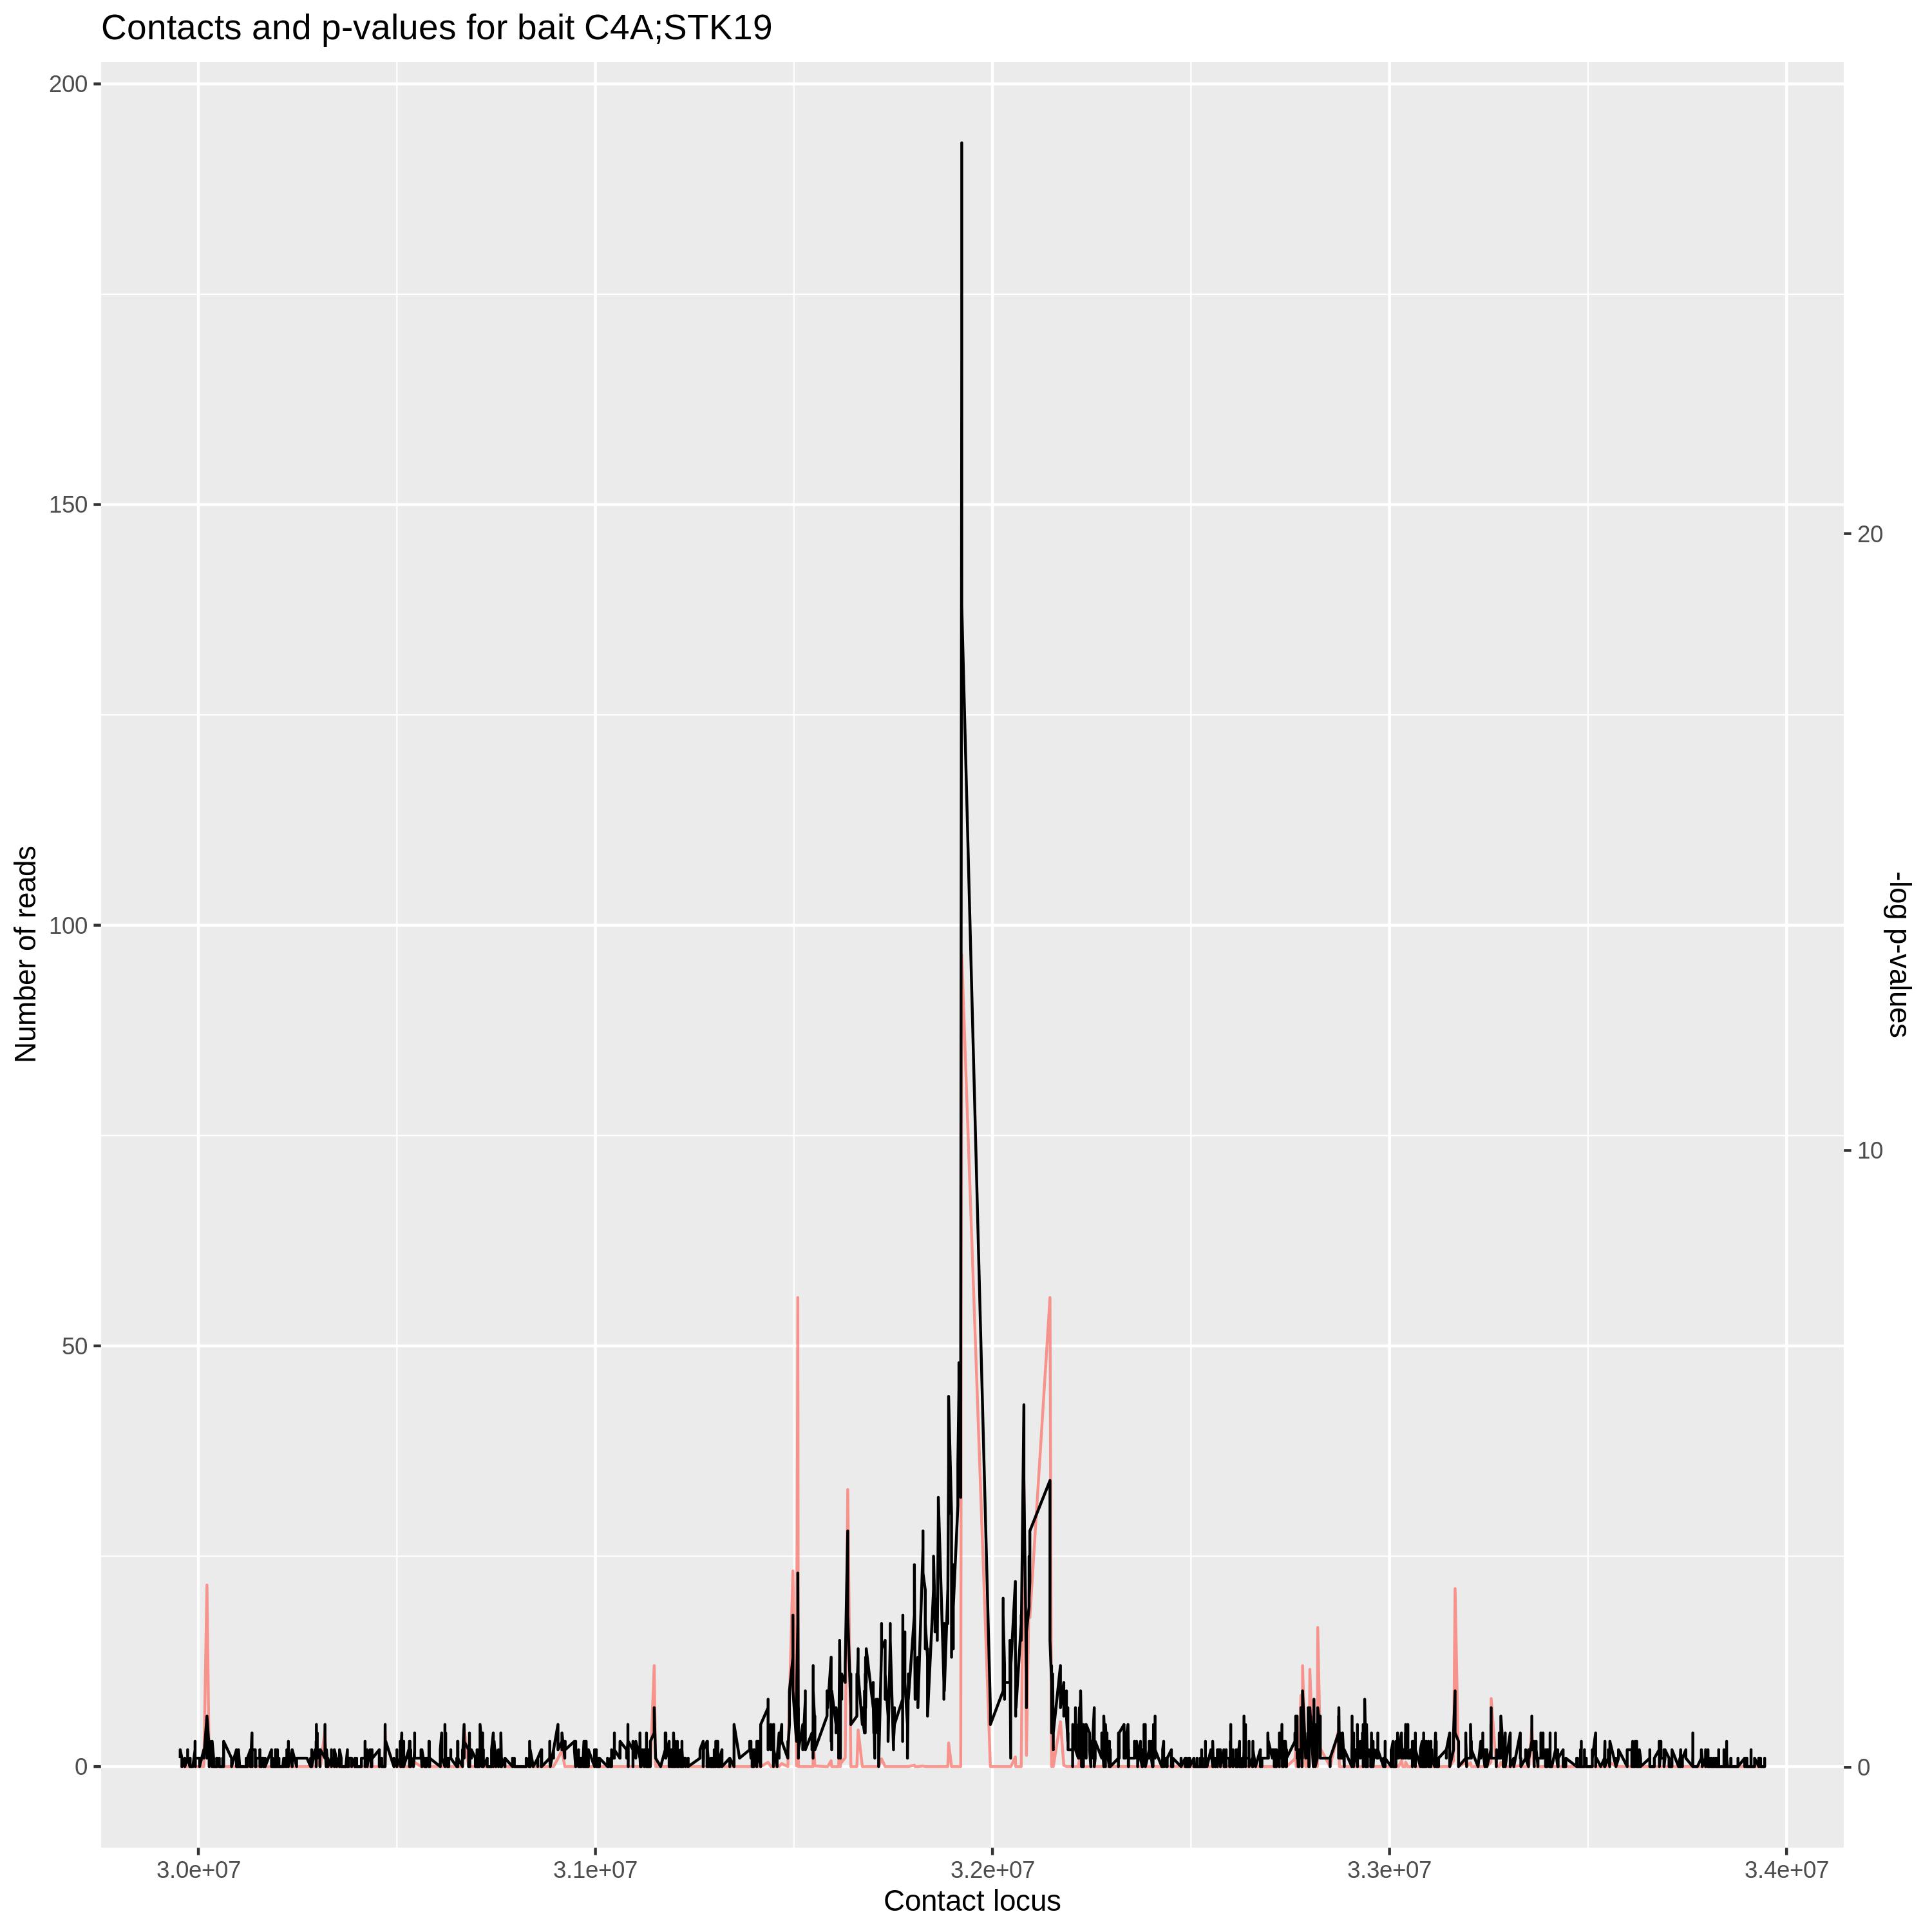 Contacts and p-values for bait C4A;STK19
200
150
100
50
0
Number of reads
20
10
0
-log p-values
3.0e+07
3.1e+07
3.2e+07
3.3e+07
3.4e+07
Contact locus